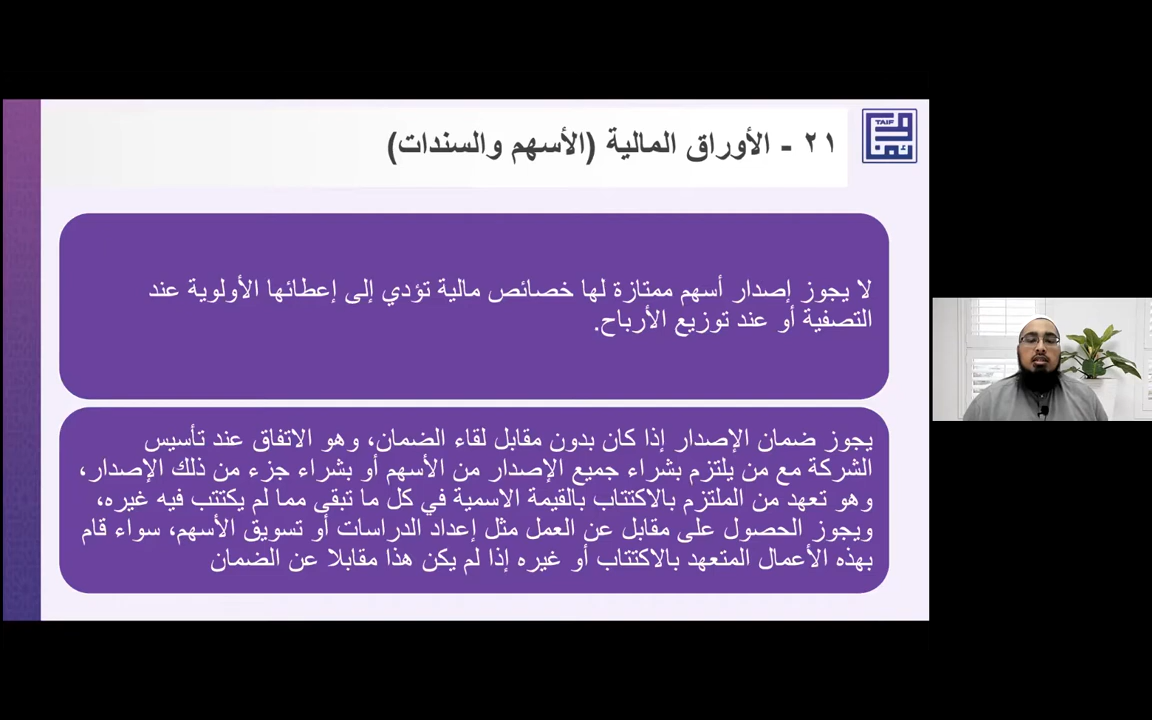 ٢١ - الأوراق المالية (الأسهم والسندات)
TAIF
لا يجوز إصدار أسهم ممتازة لها خصائص مالية تؤدي إلى إعطائها الأولوية عند
التصفية أو عند توزيع الأرباح.
يجوز ضمان الإصدار إذا كان بدون مقابل لقاء الضمان، وهو الاتفاق عند تأسيس
الشركة مع من يلتزم بشراء جميع الإصدار من الأسهم أو بشراء جزء من ذلك الإصدار،
وهو تعهد من الملتزم بالاكتتاب بالقيمة الاسمية في كل ما تبقى مما لم يكتتب فيه غيره،
ويجوز الحصول على مقابل عن العمل مثل إعداد الدراسات أو تسويق الأسهم، سواء قام
بهذه الأعمال المتعهد بالاكتتاب أو غيره إذا لم يكن هذا مقابلا عن الضمان